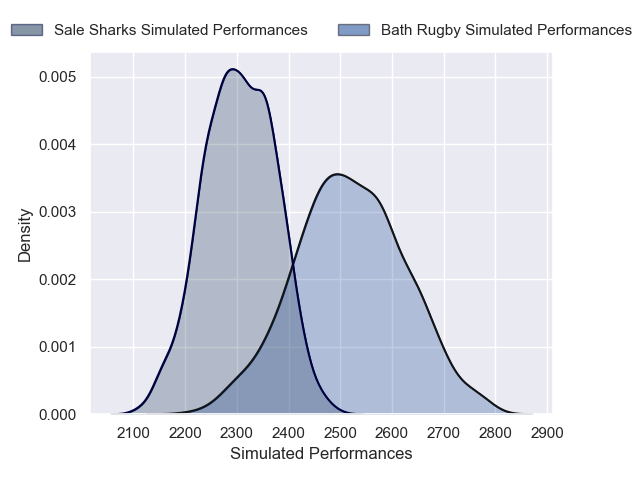 Sale Sharks Simulated Performances
Bath Rugby Simulated Performances
0.005
0.004
0.003
0.002
0.001
0.000
Density
2100 2200 2300 2400 2500 2600 2700 2800 2900
Simulated Performances